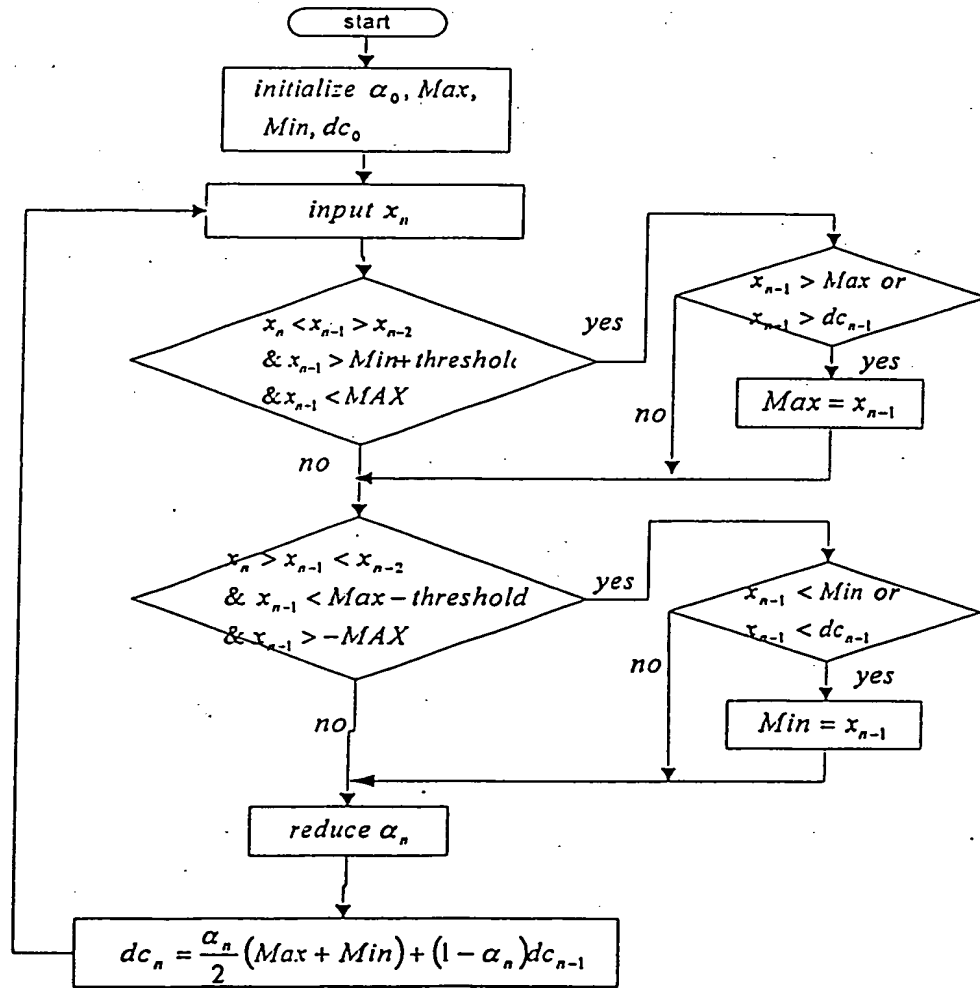 start
initialize α₀, Max,
Min, dc₀
input xₙ
xₙ < xₙ₋₁ > xₙ₋₂
& xₙ₋₁ > Min + threshold
& xₙ₋₁ < MAX
yes
no
xₙ₋₁ > Max or
xₙ₋₁ > dcₙ₋₁
yes
no
Max = xₙ₋₁
xₙ > xₙ₋₁ < xₙ₋₂
& xₙ₋₁ < Max − threshold
& xₙ₋₁ > −MAX
yes
no
xₙ₋₁ < Min or
xₙ₋₁ < dcₙ₋₁
yes
no
Min = xₙ₋₁
reduce αₙ
dcₙ = αₙ/2 (Max + Min) + (1 − αₙ)dcₙ₋₁